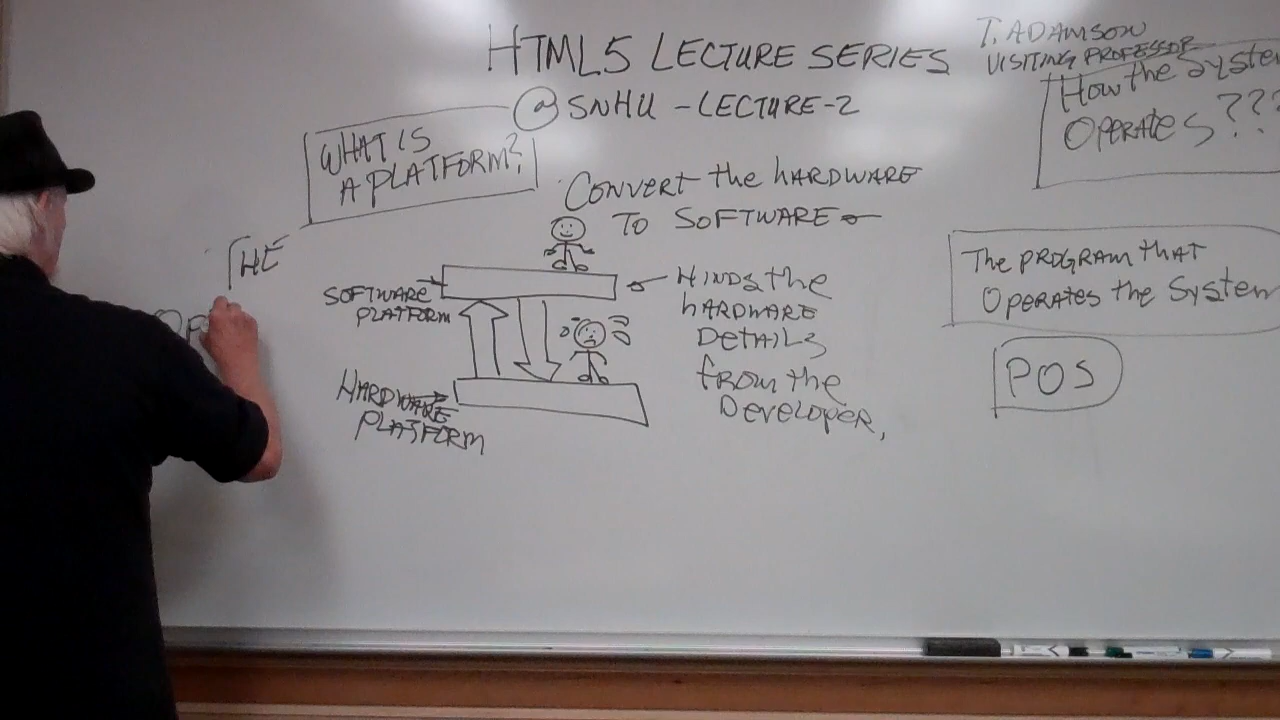 HTML5 LECTURE SERIES
@ SNHU - LECTURE-2
T. ADAMSON
VISITING PROFESSOR
How the System
OPERATES???
WHAT IS
A PLATFORM?
CONVERT the HARDWARE
TO SOFTWARE
THE
OP
SOFTWARE
PLATFORM
HINDS the
HARDWARE
DETAILS
from the
DEVELOPER,
HARDWARE
PLATFORM
The PROGRAM that
OPERATES the System
POS